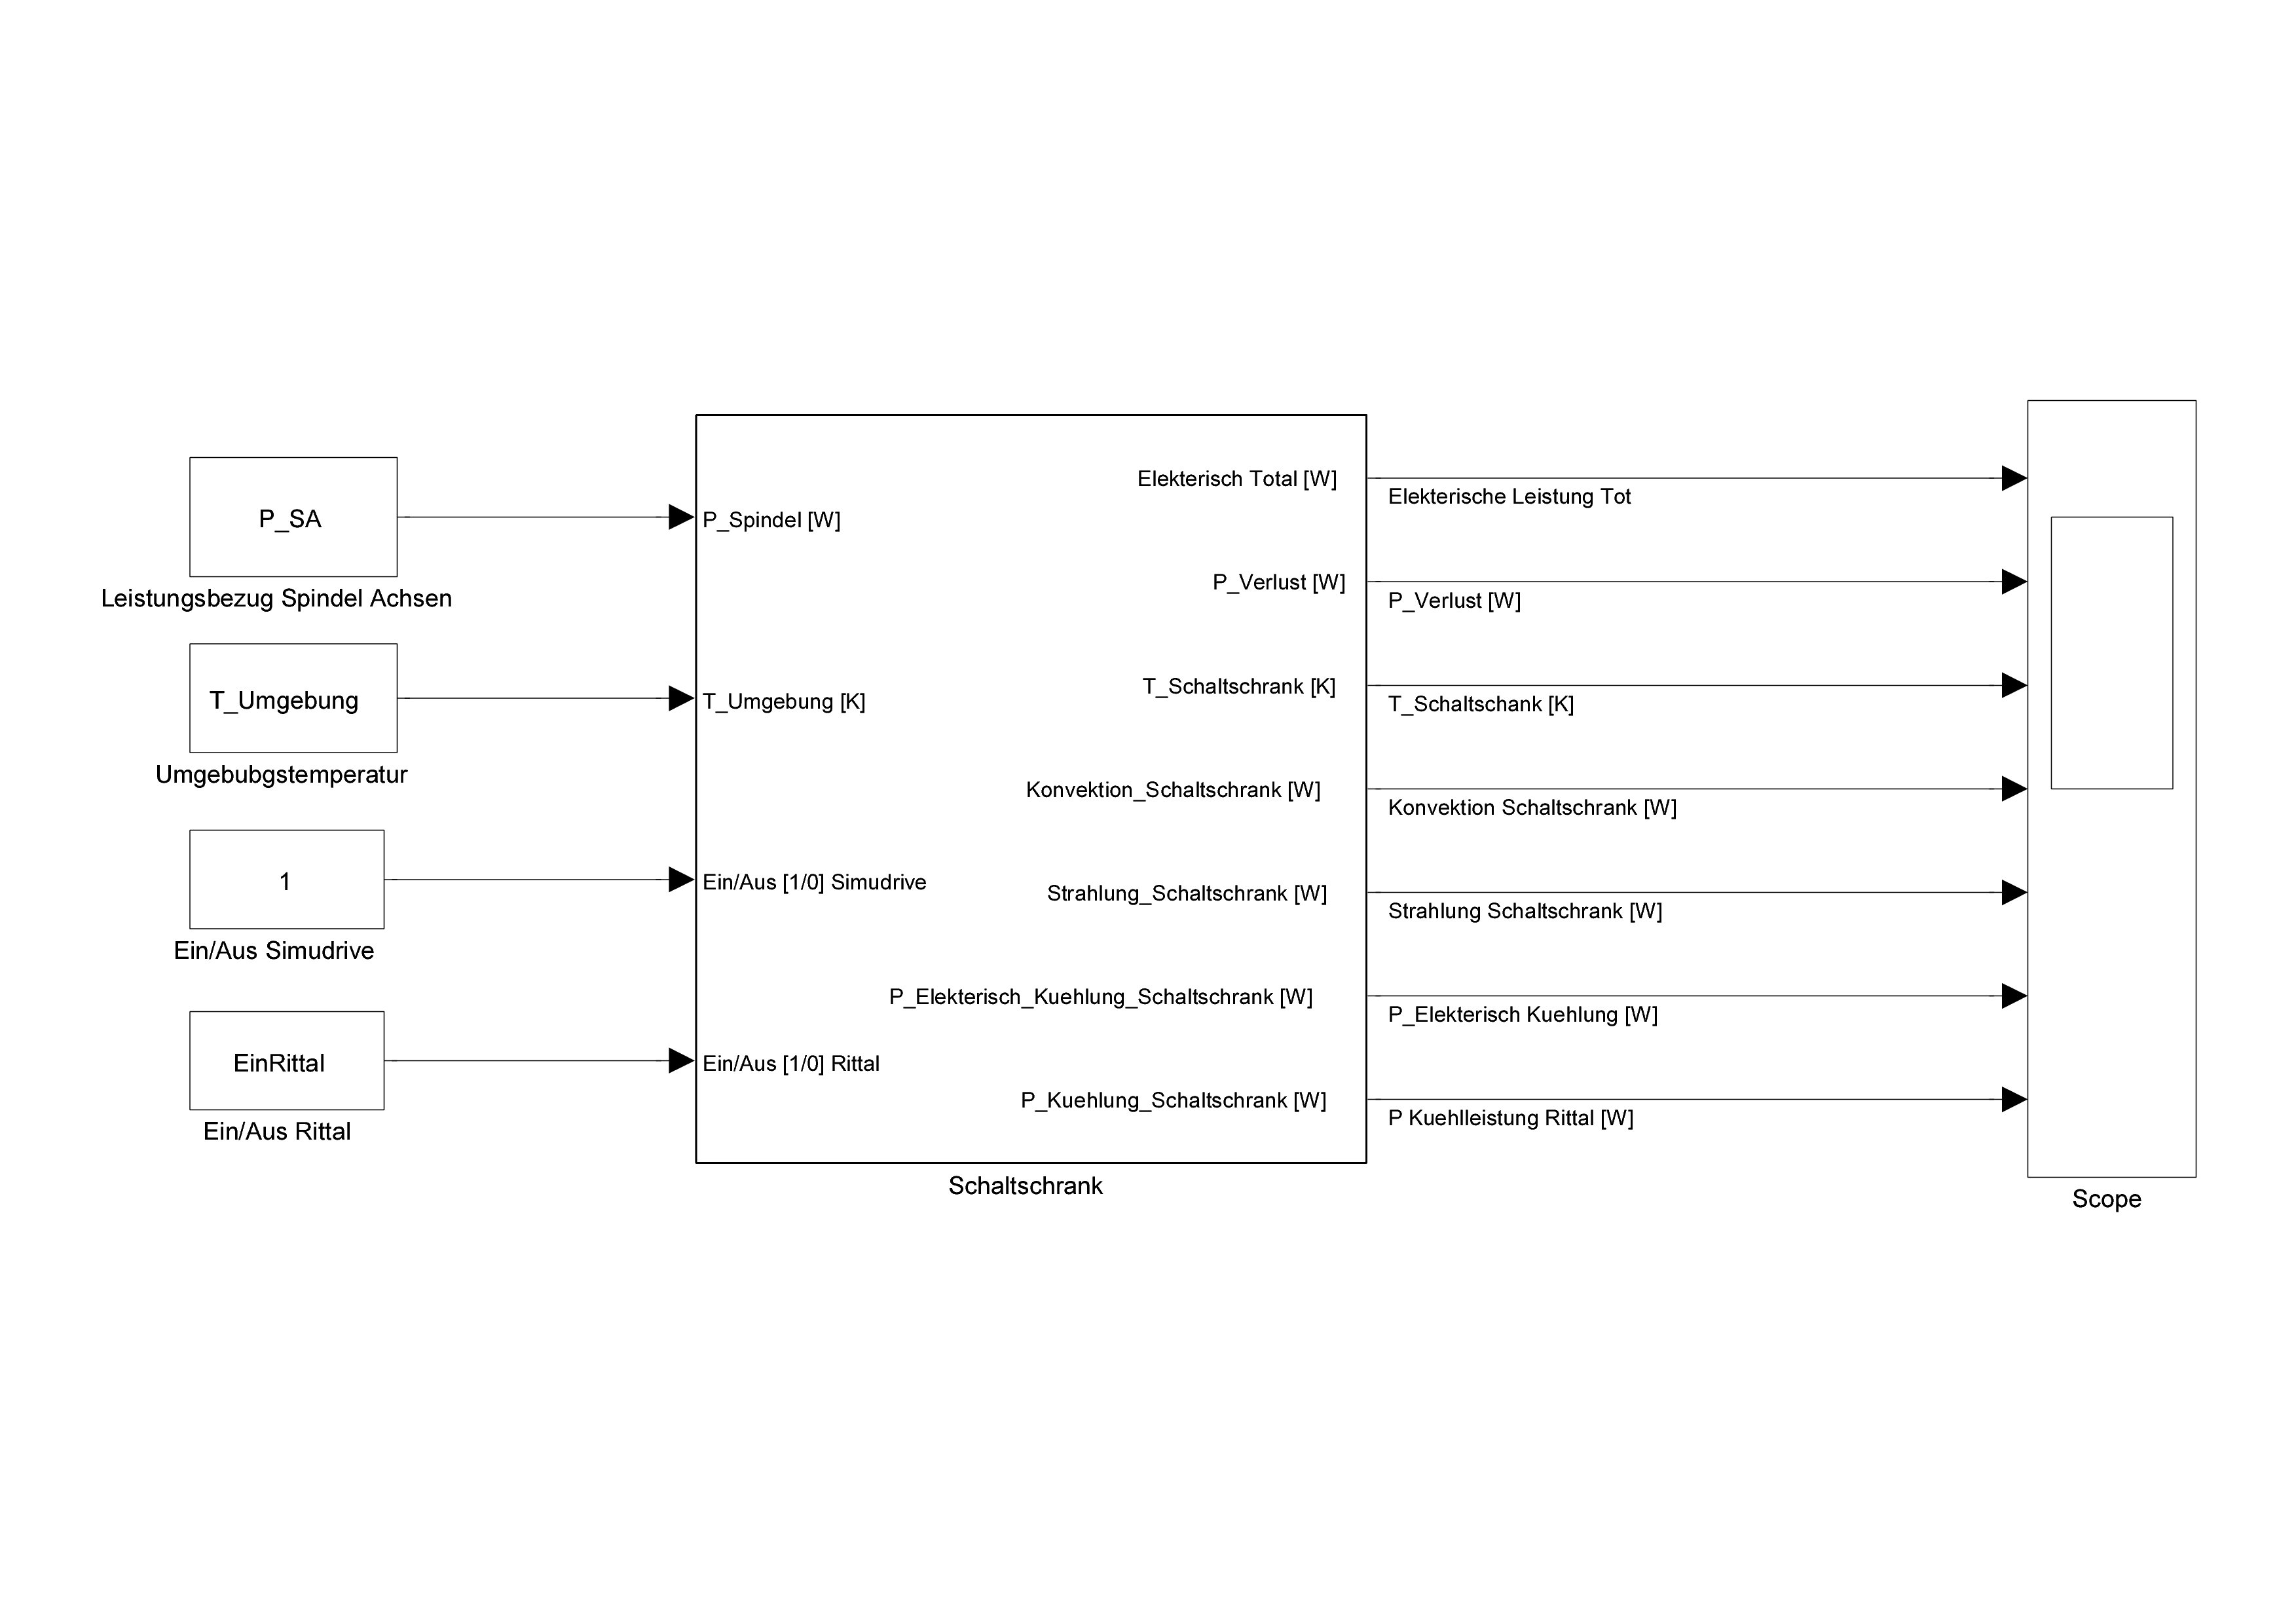 P_SA
Leistungsbezug Spindel Achsen
T_Umgebung
Umgebubgstemperatur
1
Ein/Aus Simudrive
EinRittal
Ein/Aus Rittal
P_Spindel [W]
T_Umgebung [K]
Ein/Aus [1/0] Simudrive
Ein/Aus [1/0] Rittal
Elekterisch Total [W]
P_Verlust [W]
T_Schaltschrank [K]
Konvektion_Schaltschrank [W]
Strahlung_Schaltschrank [W]
P_Elekterisch_Kuehlung_Schaltschrank [W]
P_Kuehlung_Schaltschrank [W]
Schaltschrank
Elekterische Leistung Tot
P_Verlust [W]
T_Schaltschank [K]
Konvektion Schaltschrank [W]
Strahlung Schaltschrank [W]
P_Elekterisch Kuehlung [W]
P Kuehlleistung Rittal [W]
Scope